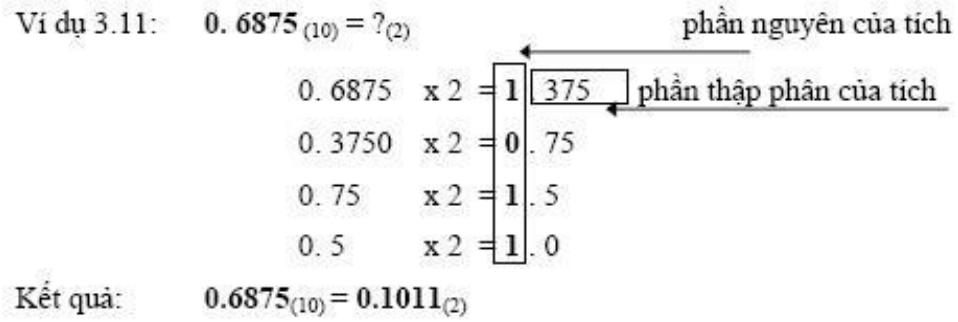 Ví dụ 3.11: 0. 6875 (10) = ?(2) phần nguyên của tích
0. 6875 x 2 = 1 . 375 phần thập phân của tích
0. 3750 x 2 = 0 . 75
0. 75 x 2 = 1 . 5
0. 5 x 2 = 1 . 0
Kết quả: 0.6875(10) = 0.1011(2)